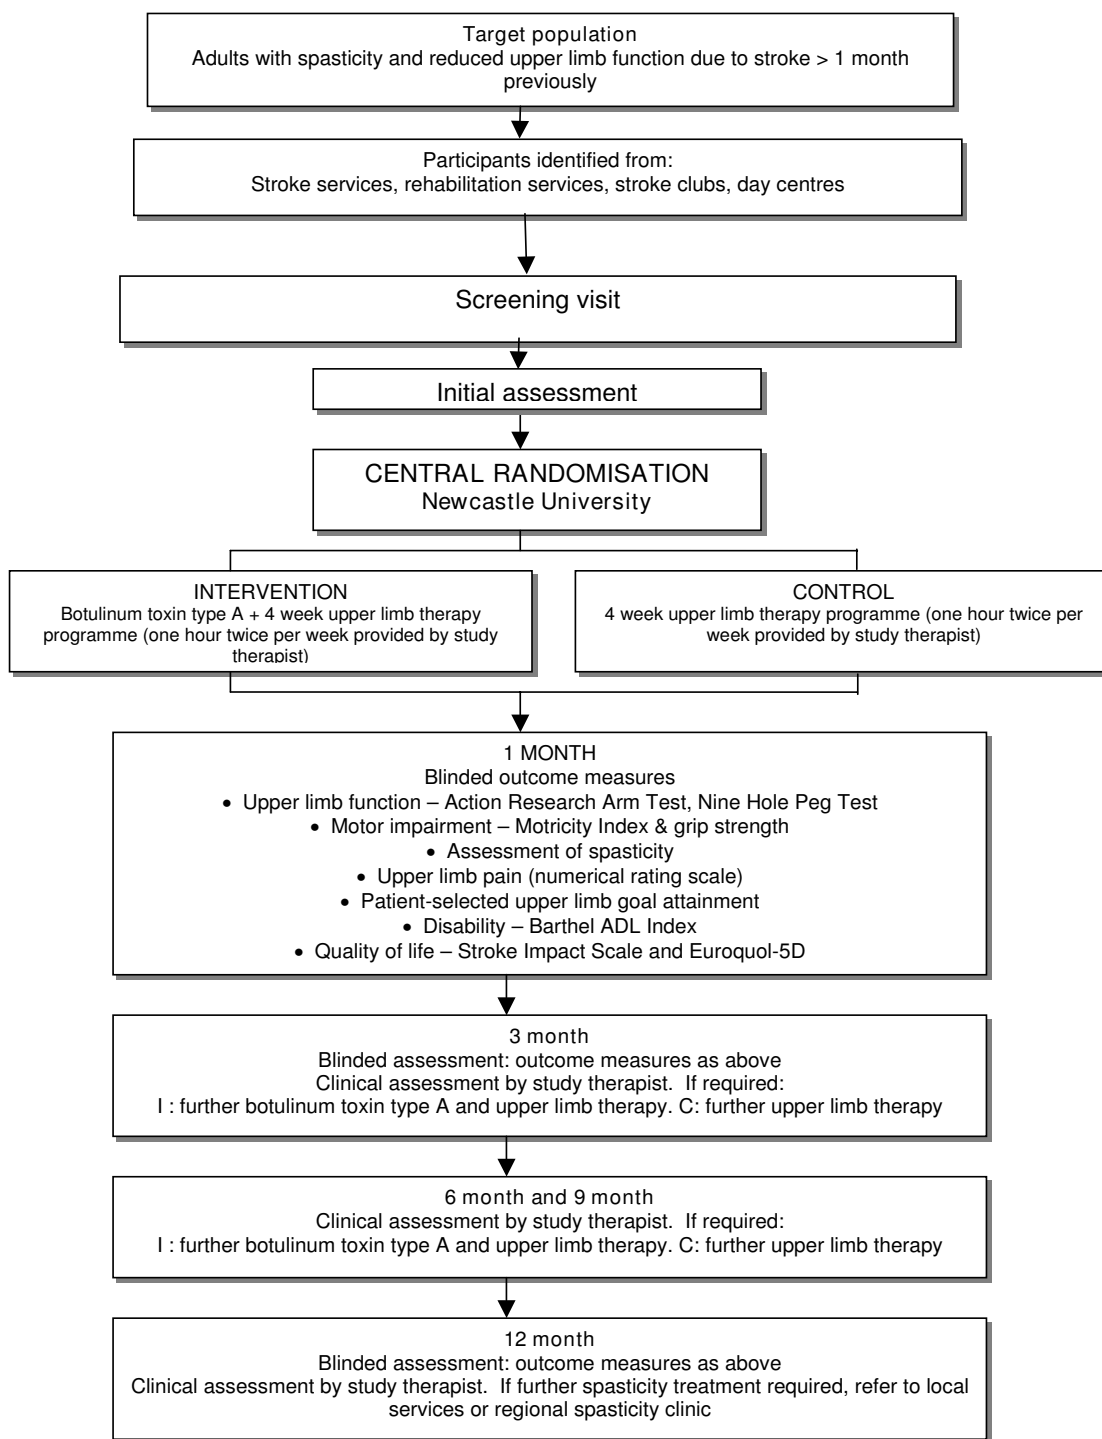 Target population
Adults with spasticity and reduced upper limb function due to stroke > 1 month
previously
Participants identified from:
Stroke services, rehabilitation services, stroke clubs, day centres
Screening visit
Initial assessment
CENTRAL RANDOMISATION
Newcastle University
INTERVENTION
Botulinum toxin type A + 4 week upper limb therapy
programme (one hour twice per week provided by study
therapist)
CONTROL
4 week upper limb therapy programme (one hour twice per
week provided by study therapist)
1 MONTH
Blinded outcome measures
• Upper limb function – Action Research Arm Test, Nine Hole Peg Test
• Motor impairment – Motricity Index & grip strength
• Assessment of spasticity
• Upper limb pain (numerical rating scale)
• Patient-selected upper limb goal attainment
• Disability – Barthel ADL Index
• Quality of life – Stroke Impact Scale and Euroquol-5D
3 month
Blinded assessment: outcome measures as above
Clinical assessment by study therapist.  If required:
I : further botulinum toxin type A and upper limb therapy. C: further upper limb therapy
6 month and 9 month
Clinical assessment by study therapist.  If required:
I : further botulinum toxin type A and upper limb therapy. C: further upper limb therapy
12 month
Blinded assessment: outcome measures as above
Clinical assessment by study therapist.  If further spasticity treatment required, refer to local
services or regional spasticity clinic